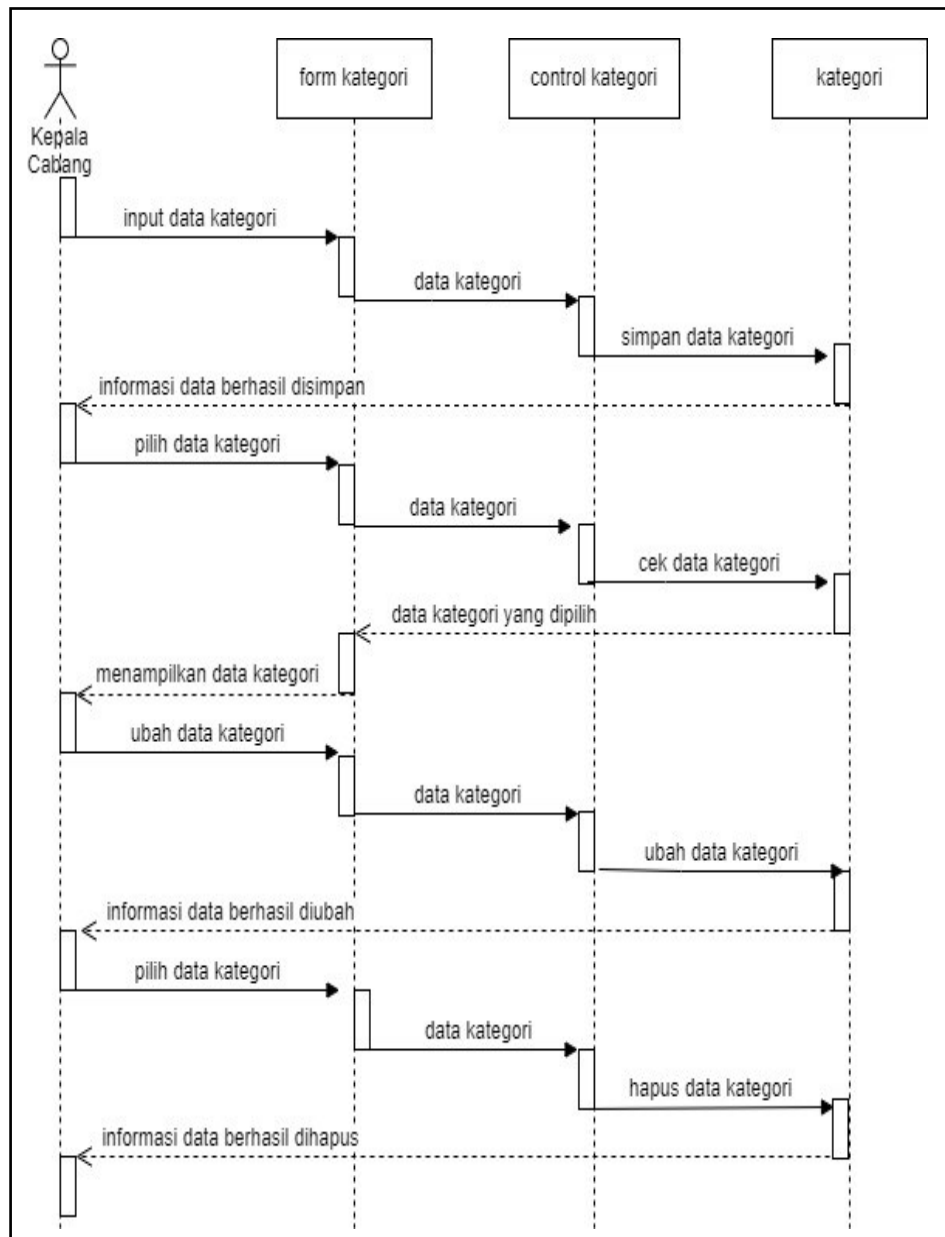 form kategori
control kategori
kategori
Kepala
Cabang
input data kategori
data kategori
simpan data kategori
informasi data berhasil disimpan
pilih data kategori
data kategori
cek data kategori
data kategori yang dipilih
menampilkan data kategori
ubah data kategori
data kategori
ubah data kategori
informasi data berhasil diubah
pilih data kategori
data kategori
hapus data kategori
informasi data berhasil dihapus